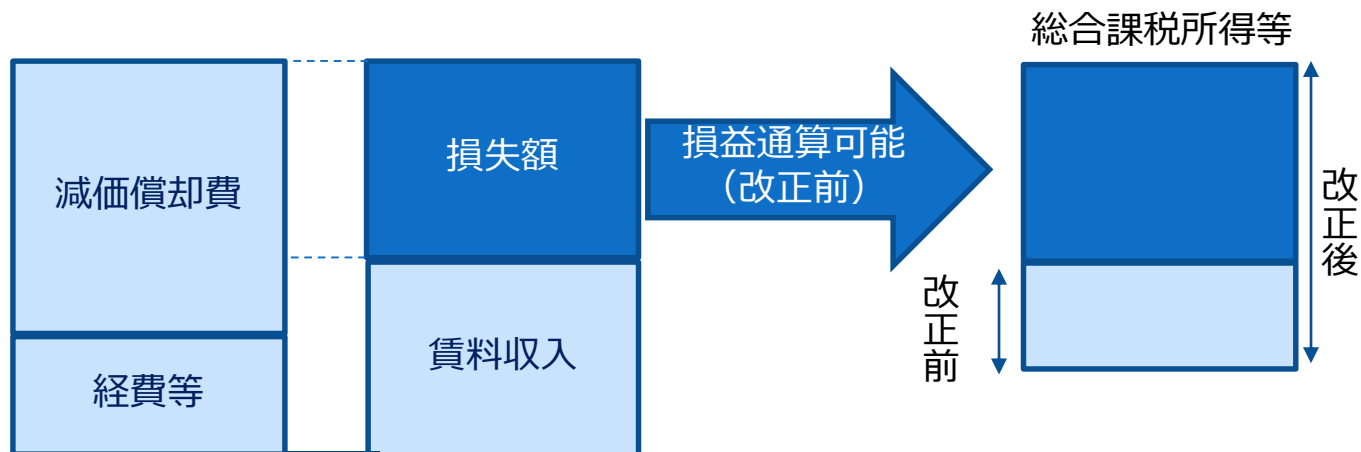 総合課税所得等
減価償却費
経費等
損失額
賃料収入
損益通算可能
（改正前）
改正前
改正後